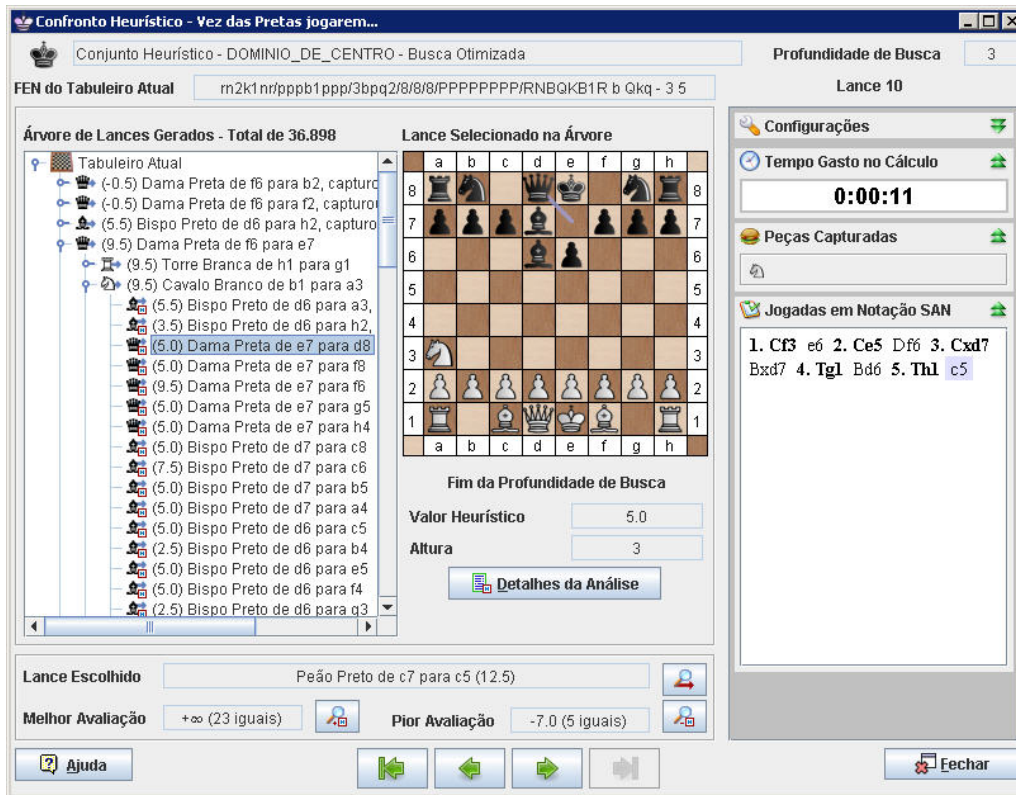 Confronto Heurístico - Vez das Pretas jogarem...
Conjunto Heurístico - DOMINIO_DE_CENTRO - Busca Otimizada
Profundidade de Busca 3
FEN do Tabuleiro Atual rn2k1nr/pppb1ppp/3bpq2/8/8/8/PPPPPPPP/RNBQKB1R b Qkq - 3 5
Lance 10
Árvore de Lances Gerados - Total de 36.898
Tabuleiro Atual
(-0.5) Dama Preta de f6 para b2, capturo
(-0.5) Dama Preta de f6 para f2, capturou
(5.5) Bispo Preto de d6 para h2, capturo
(9.5) Dama Preta de f6 para e7
(9.5) Torre Branca de h1 para g1
(9.5) Cavalo Branco de b1 para a3
(5.5) Bispo Preto de d6 para a3,
(3.5) Bispo Preto de d6 para h2,
(5.0) Dama Preta de e7 para d8
(5.0) Dama Preta de e7 para f8
(9.5) Dama Preta de e7 para f6
(5.0) Dama Preta de e7 para g5
(5.0) Dama Preta de e7 para h4
(5.0) Bispo Preto de d7 para c8
(7.5) Bispo Preto de d7 para c6
(5.0) Bispo Preto de d7 para b5
(5.0) Bispo Preto de d7 para a4
(5.0) Bispo Preto de d6 para c5
(2.5) Bispo Preto de d6 para b4
(5.0) Bispo Preto de d6 para e5
(5.0) Bispo Preto de d6 para f4
(2.5) Bispo Preto de d6 para g3
Lance Selecionado na Árvore
a b c d e f g h
8 8
7 7
6 6
5 5
4 4
3 3
2 2
1 1
a b c d e f g h
Fim da Profundidade de Busca
Valor Heurístico 5.0
Altura 3
Detalhes da Análise
Configurações
Tempo Gasto no Cálculo
0:00:11
Peças Capturadas
Jogadas em Notação SAN
1. Cf3 e6 2. Ce5 Df6 3. Cxd7
Bxd7 4. Tg1 Bd6 5. Th1 c5
Lance Escolhido Peão Preto de c7 para c5 (12.5)
Melhor Avaliação +∞ (23 iguais) Pior Avaliação -7.0 (5 iguais)
Ajuda
Fechar